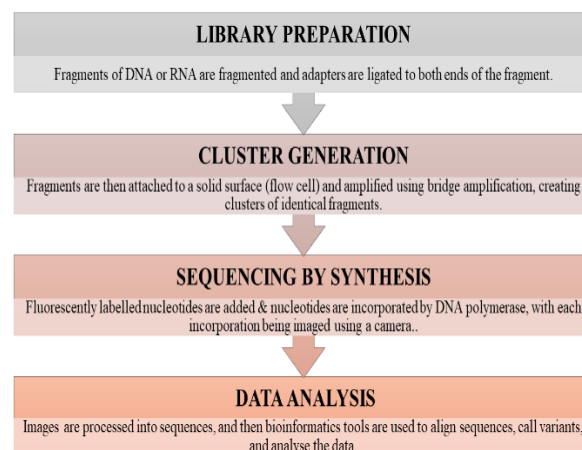 LIBRARY PREPARATION
Fragments of DNA or RNA are fragmented and adapters are ligated to both ends of the fragment.
CLUSTER GENERATION
Fragments are then attached to a solid surface (flow cell) and amplified using bridge amplification, creating
clusters of identical fragments.
SEQUENCING BY SYNTHESIS
Fluorescently labelled nucleotides are added & nucleotides are incorporated by DNA polymerase, with each
incorporation being imaged using a camera..
DATA ANALYSIS
Images are processed into sequences, and then bioinformatics tools are used to align sequences, call variants,
and analyse the data